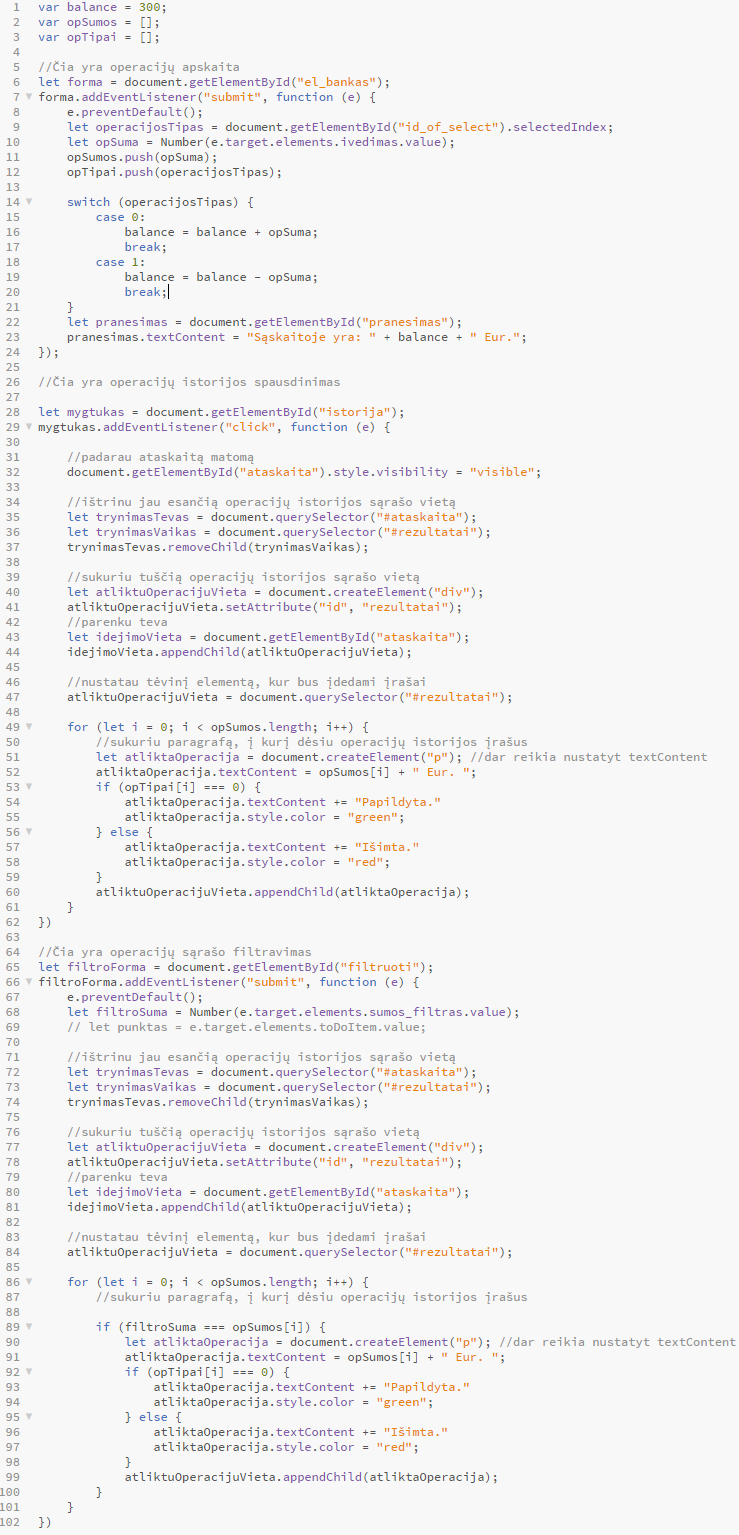 1 var balance = 300;
2 var opSumos = [];
3 var opTipai = [];
4
5 //Čia yra operacijų apskaita
6 let forma = document.getElementById("el_bankas");
7 forma.addEventListener("submit", function (e) {
8     e.preventDefault();
9     let operacijosTipas = document.getElementById("id_of_select").selectedIndex;
10     let opSuma = Number(e.target.elements.ivedimas.value);
11     opSumos.push(opSuma);
12     opTipai.push(operacijosTipas);
13
14     switch (operacijosTipas) {
15         case 0:
16             balance = balance + opSuma;
17             break;
18         case 1:
19             balance = balance - opSuma;
20             break;
21     }
22     let pranesimas = document.getElementById("pranesimas");
23     pranesimas.textContent = "Sąskaitoje yra: " + balance + " Eur.";
24 });
25
26 //Čia yra operacijų istorijos spausdinimas
27
28 let mygtukas = document.getElementById("istorija");
29 mygtukas.addEventListener("click", function (e) {
30
31     //padarau ataskaitą matomą
32     document.getElementById("ataskaita").style.visibility = "visible";
33
34     //ištrinu jau esančią operacijų istorijos sąrašo vietą
35     let trynimasTevas = document.querySelector("#ataskaita");
36     let trynimasVaikas = document.querySelector("#rezultatai");
37     trynimasTevas.removeChild(trynimasVaikas);
38
39     //sukuriu tuščią operacijų istorijos sąrašo vietą
40     let atliktuOperacijuVieta = document.createElement("div");
41     atliktuOperacijuVieta.setAttribute("id", "rezultatai");
42     //parenku teva
43     let idejimoVieta = document.getElementById("ataskaita");
44     idejimoVieta.appendChild(atliktuOperacijuVieta);
45
46     //nustatau tėvinį elementą, kur bus įdedami įrašai
47     atliktuOperacijuVieta = document.querySelector("#rezultatai");
48
49     for (let i = 0; i < opSumos.length; i++) {
50         //sukuriu paragrafą, į kurį dėsiu operacijų istorijos įrašus
51         let atliktaOperacija = document.createElement("p"); //dar reikia nustatyt textContent
52         atliktaOperacija.textContent = opSumos[i] + " Eur. ";
53         if (opTipai[i] === 0) {
54             atliktaOperacija.textContent += "Papildyta."
55             atliktaOperacija.style.color = "green";
56         } else {
57             atliktaOperacija.textContent += "Išimta."
58             atliktaOperacija.style.color = "red";
59         }
60         atliktuOperacijuVieta.appendChild(atliktaOperacija);
61     }
62 })
63
64 //Čia yra operacijų sąrašo filtravimas
65 let filtroForma = document.getElementById("filtruoti");
66 filtroForma.addEventListener("submit", function (e) {
67     e.preventDefault();
68     let filtroSuma = Number(e.target.elements.sumos_filtras.value);
69     // let punktas = e.target.elements.toDoItem.value;
70
71     //ištrinu jau esančią operacijų istorijos sąrašo vietą
72     let trynimasTevas = document.querySelector("#ataskaita");
73     let trynimasVaikas = document.querySelector("#rezultatai");
74     trynimasTevas.removeChild(trynimasVaikas);
75
76     //sukuriu tuščią operacijų istorijos sąrašo vietą
77     let atliktuOperacijuVieta = document.createElement("div");
78     atliktuOperacijuVieta.setAttribute("id", "rezultatai");
79     //parenku teva
80     let idejimoVieta = document.getElementById("ataskaita");
81     idejimoVieta.appendChild(atliktuOperacijuVieta);
82
83     //nustatau tėvinį elementą, kur bus įdedami įrašai
84     atliktuOperacijuVieta = document.querySelector("#rezultatai");
85
86     for (let i = 0; i < opSumos.length; i++) {
87         //sukuriu paragrafą, į kurį dėsiu operacijų istorijos įrašus
88
89         if (filtroSuma === opSumos[i]) {
90             let atliktaOperacija = document.createElement("p"); //dar reikia nustatyt textContent
91             atliktaOperacija.textContent = opSumos[i] + " Eur. ";
92             if (opTipai[i] === 0) {
93                 atliktaOperacija.textContent += "Papildyta."
94                 atliktaOperacija.style.color = "green";
95             } else {
96                 atliktaOperacija.textContent += "Išimta."
97                 atliktaOperacija.style.color = "red";
98             }
99             atliktuOperacijuVieta.appendChild(atliktaOperacija);
100         }
101     }
102 })